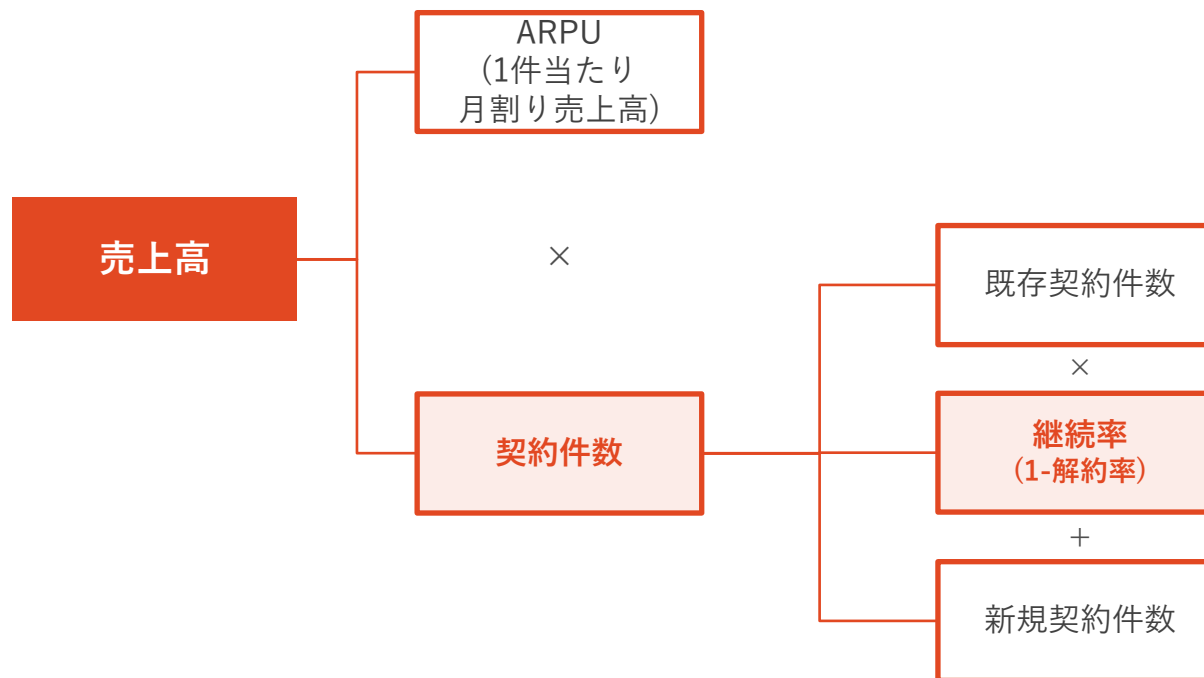 ARPU
(1件当たり
月割り売上高)
売上高
×
既存契約件数
×
契約件数
継続率
(1-解約率)
+
新規契約件数